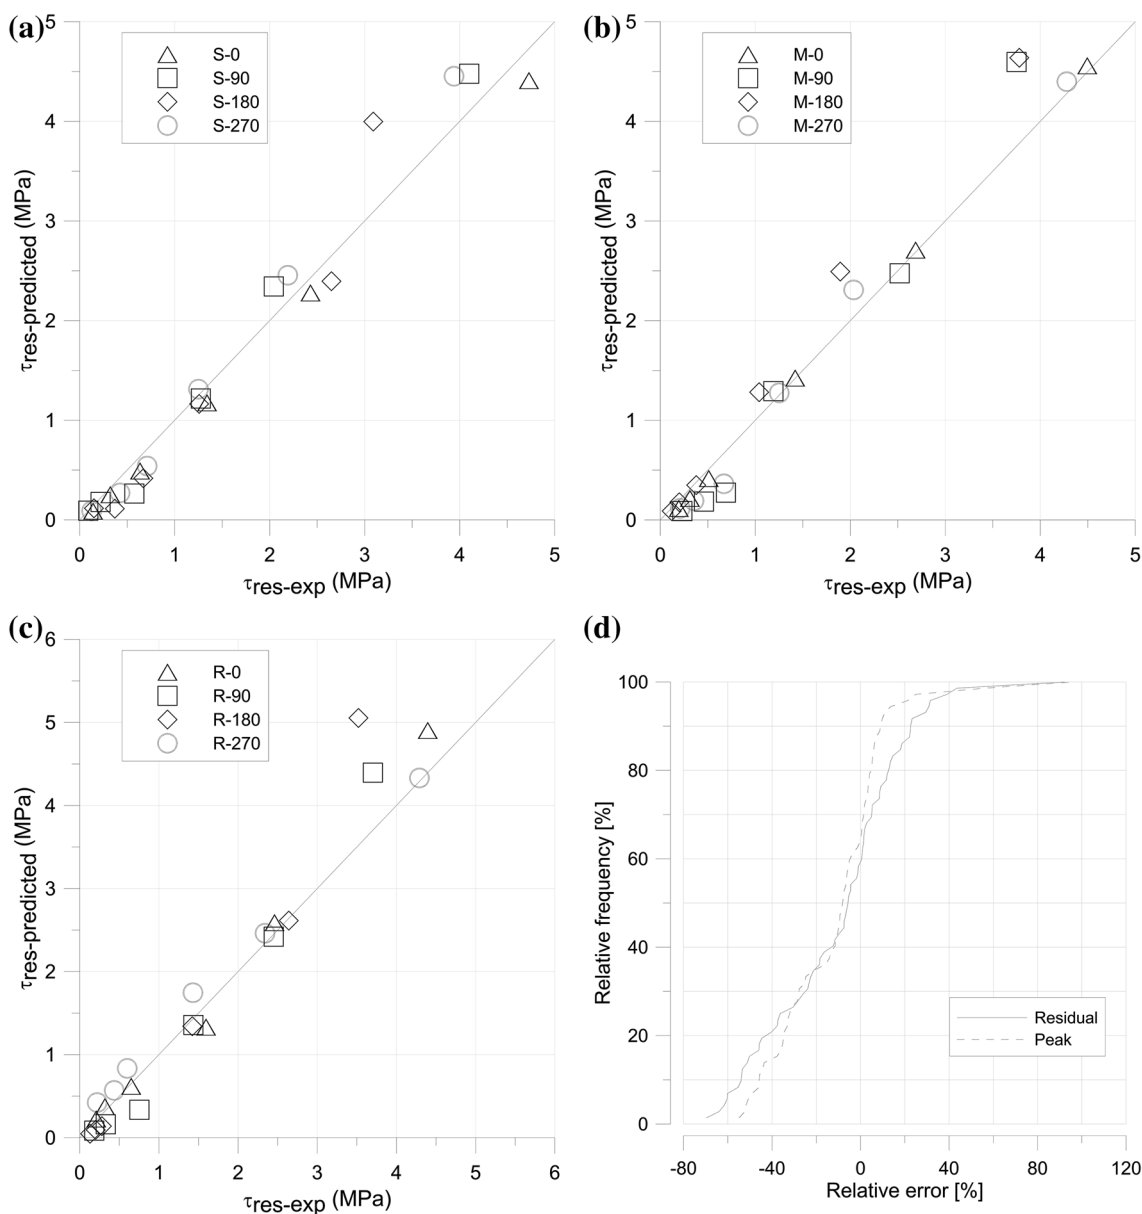 (a)
5
4
3
2
1
0
τres-predicted (MPa)
S-0
S-90
S-180
S-270
0 1 2 3 4 5
τres-exp (MPa)
(b)
5
4
3
2
1
0
τres-predicted (MPa)
M-0
M-90
M-180
M-270
0 1 2 3 4 5
τres-exp (MPa)
(c)
6
5
4
3
2
1
0
τres-predicted (MPa)
R-0
R-90
R-180
R-270
0 1 2 3 4 5 6
τres-exp (MPa)
(d)
100
80
60
40
20
0
Relative frequency [%]
Residual
Peak
-80 -40 0 40 80 120
Relative error [%]